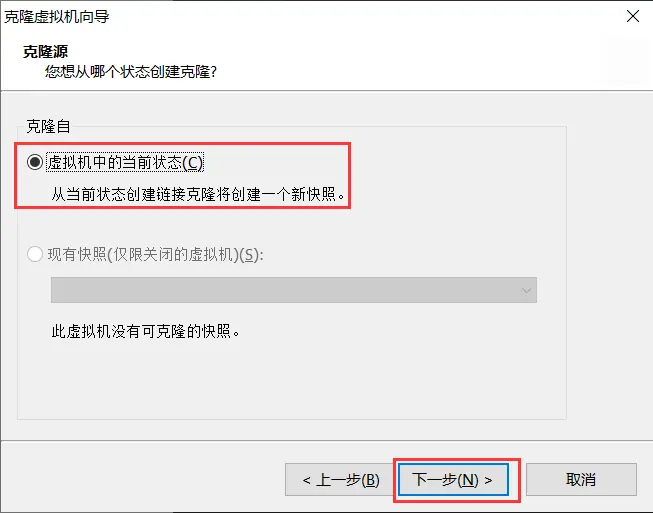 克隆虚拟机向导
克隆源
您想从哪个状态创建克隆?
克隆自
虚拟机中的当前状态(C)
从当前状态创建链接克隆将创建一个新快照。
现有快照(仅限关闭的虚拟机)(S):
此虚拟机没有可克隆的快照。
< 上一步(B) 下一步(N) > 取消